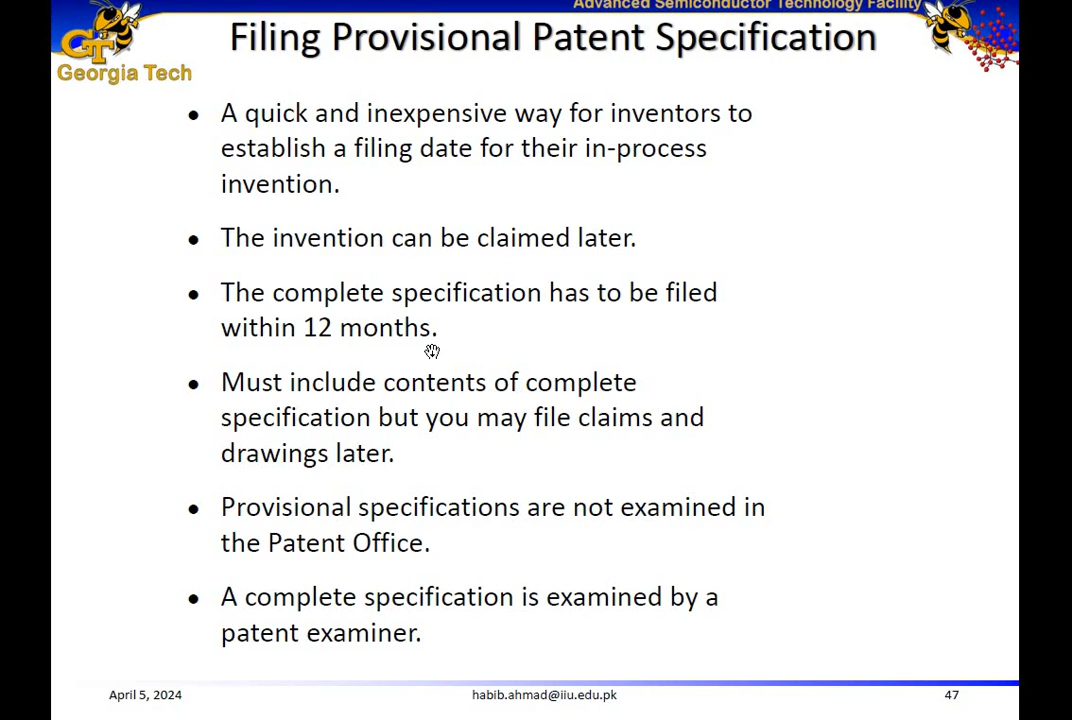 Advanced Semiconductor Technology Facility
GT
Georgia Tech
Filing Provisional Patent Specification
• A quick and inexpensive way for inventors to
establish a filing date for their in-process
invention.
• The invention can be claimed later.
• The complete specification has to be filed
within 12 months.
• Must include contents of complete
specification but you may file claims and
drawings later.
• Provisional specifications are not examined in
the Patent Office.
• A complete specification is examined by a
patent examiner.
April 5, 2024
habib.ahmad@iiu.edu.pk
47